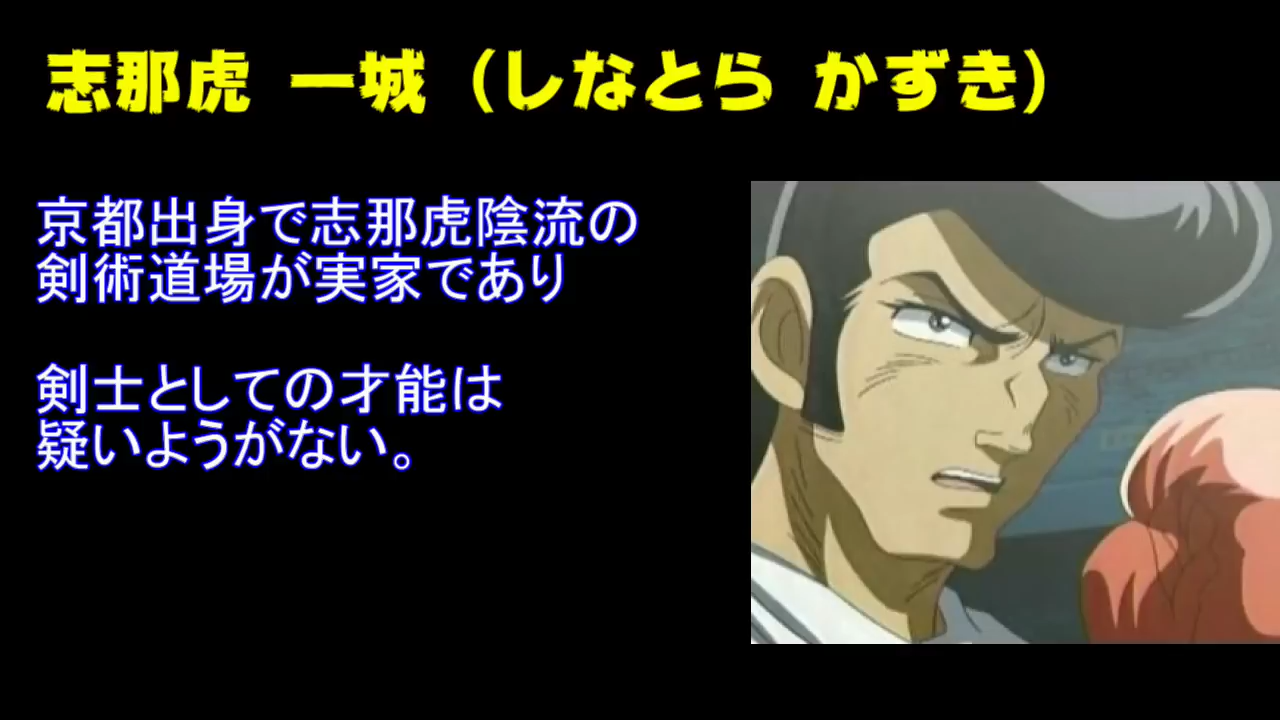 志那虎 一城 (しなとら かずき)
京都出身で志那虎陰流の
剣術道場が実家であり
剣士としての才能は
疑いようがない。